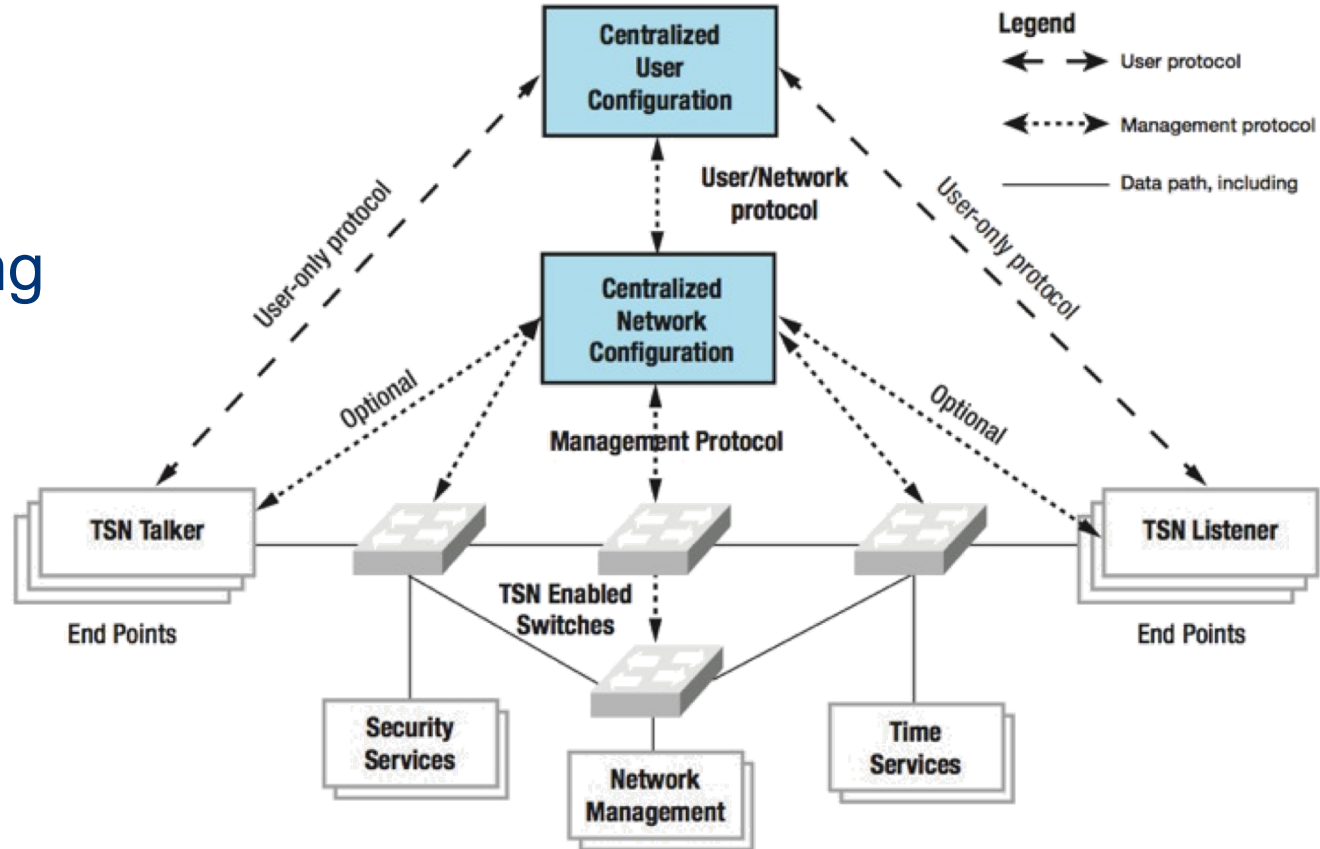 Centralized
User
Configuration
Legend
User protocol
Management protocol
Data path, including
User/Network
protocol
User-only protocol
User-only protocol
ng
Centralized
Network
Configuration
Optional
Optional
Management Protocol
TSN Talker
TSN Listener
TSN Enabled
Switches
End Points
End Points
Security
Services
Time
Services
Network
Management